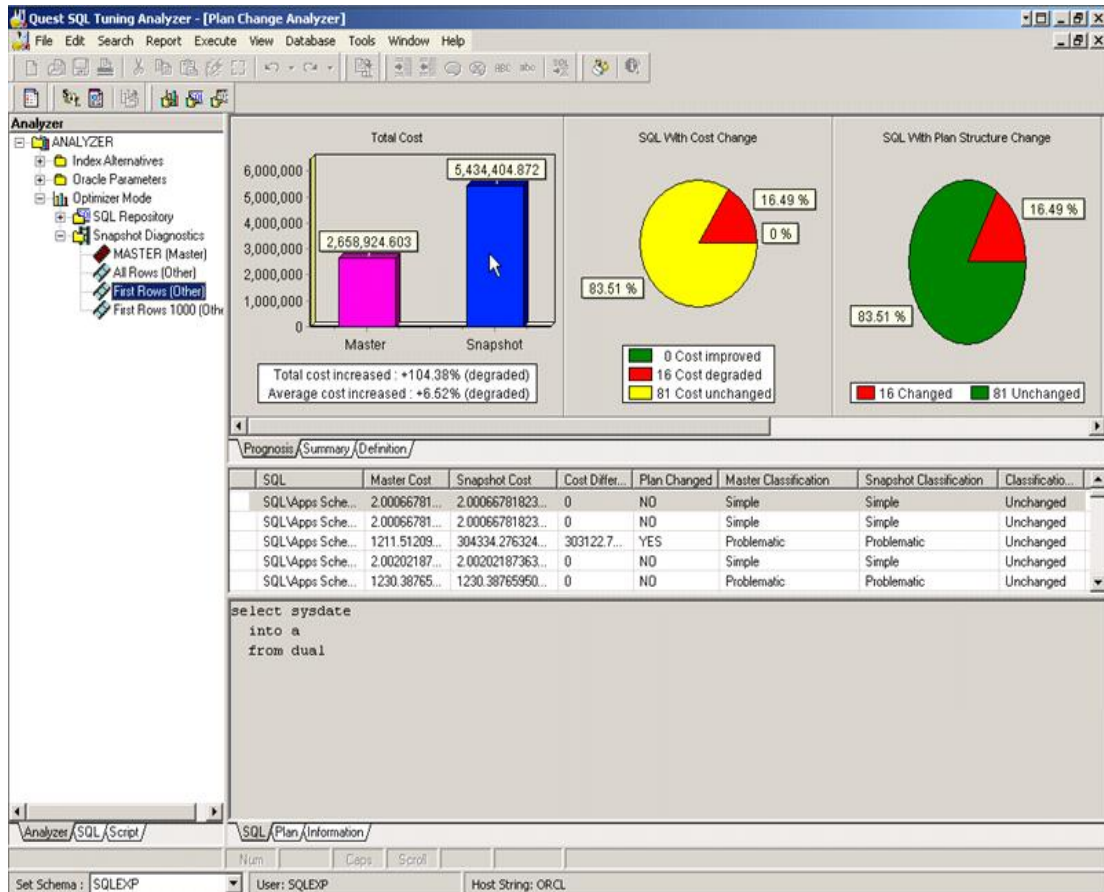 Quest SQL Tuning Analyzer - [Plan Change Analyzer]
File Edit Search Report Execute View Database Tools Window Help
Analyzer
ANALYZER
Index Alternatives
Oracle Parameters
Optimizer Mode
SQL Repository
Snapshot Diagnostics
MASTER (Master)
All Rows (Other)
First Rows (Other)
First Rows 1000 (Othe
Analyzer SQL Script
Total Cost
6,000,000
5,000,000
4,000,000
3,000,000
2,000,000
1,000,000
0
2,658,924.603
5,434,404.872
Master Snapshot
Total cost increased : +104.38% (degraded)
Average cost increased : +6.52% (degraded)
SQL With Cost Change
16.49 %
0 %
83.51 %
0 Cost improved
16 Cost degraded
81 Cost unchanged
SQL With Plan Structure Change
16.49 %
83.51 %
16 Changed 81 Unchanged
Prognosis Summary Definition
SQL Master Cost Snapshot Cost Cost Differ... Plan Changed Master Classification Snapshot Classification Classificatio...
SQL\Apps Sche... 2.00066781... 2.00066781823... 0 NO Simple Simple Unchanged
SQL\Apps Sche... 2.00066781... 2.00066781823... 0 NO Simple Simple Unchanged
SQL\Apps Sche... 1211.51209... 304334.276324... 303122.7... YES Problematic Problematic Unchanged
SQL\Apps Sche... 2.00202187... 2.00202187363... 0 NO Simple Simple Unchanged
SQL\Apps Sche... 1230.38765... 1230.38765950... 0 NO Problematic Problematic Unchanged
select sysdate
into a
from dual
SQL Plan Information
Num Caps Scroll
Set Schema : SQLEXP User: SQLEXP Host String: ORCL